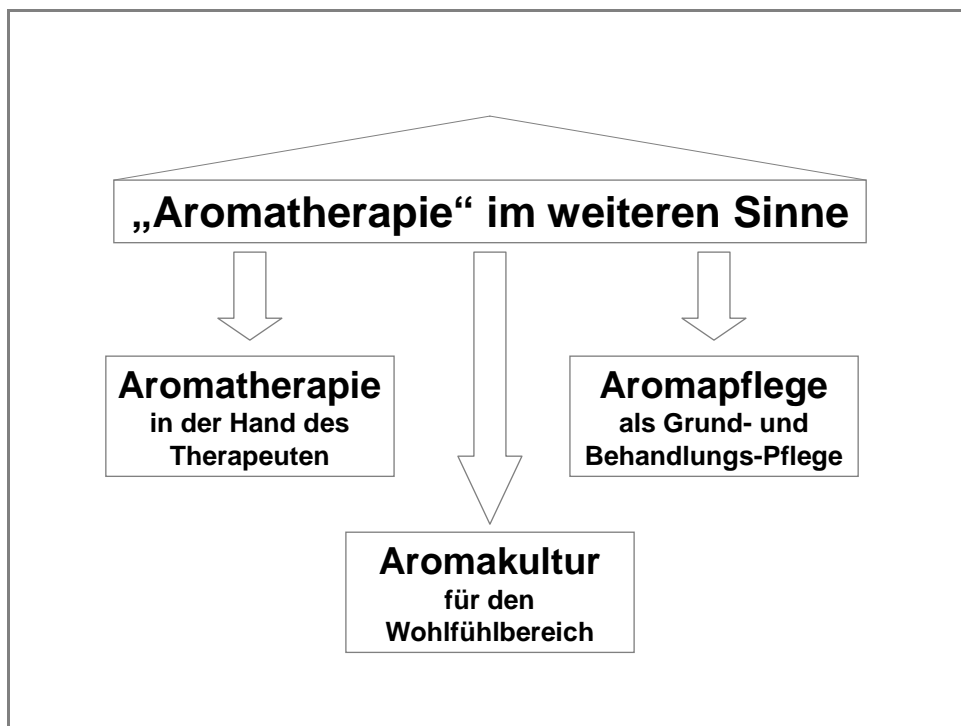 „Aromatherapie“ im weiteren Sinne
Aromatherapie
in der Hand des
Therapeuten
Aromapflege
als Grund- und
Behandlungs-Pflege
Aromakultur
für den
Wohlfühlbereich